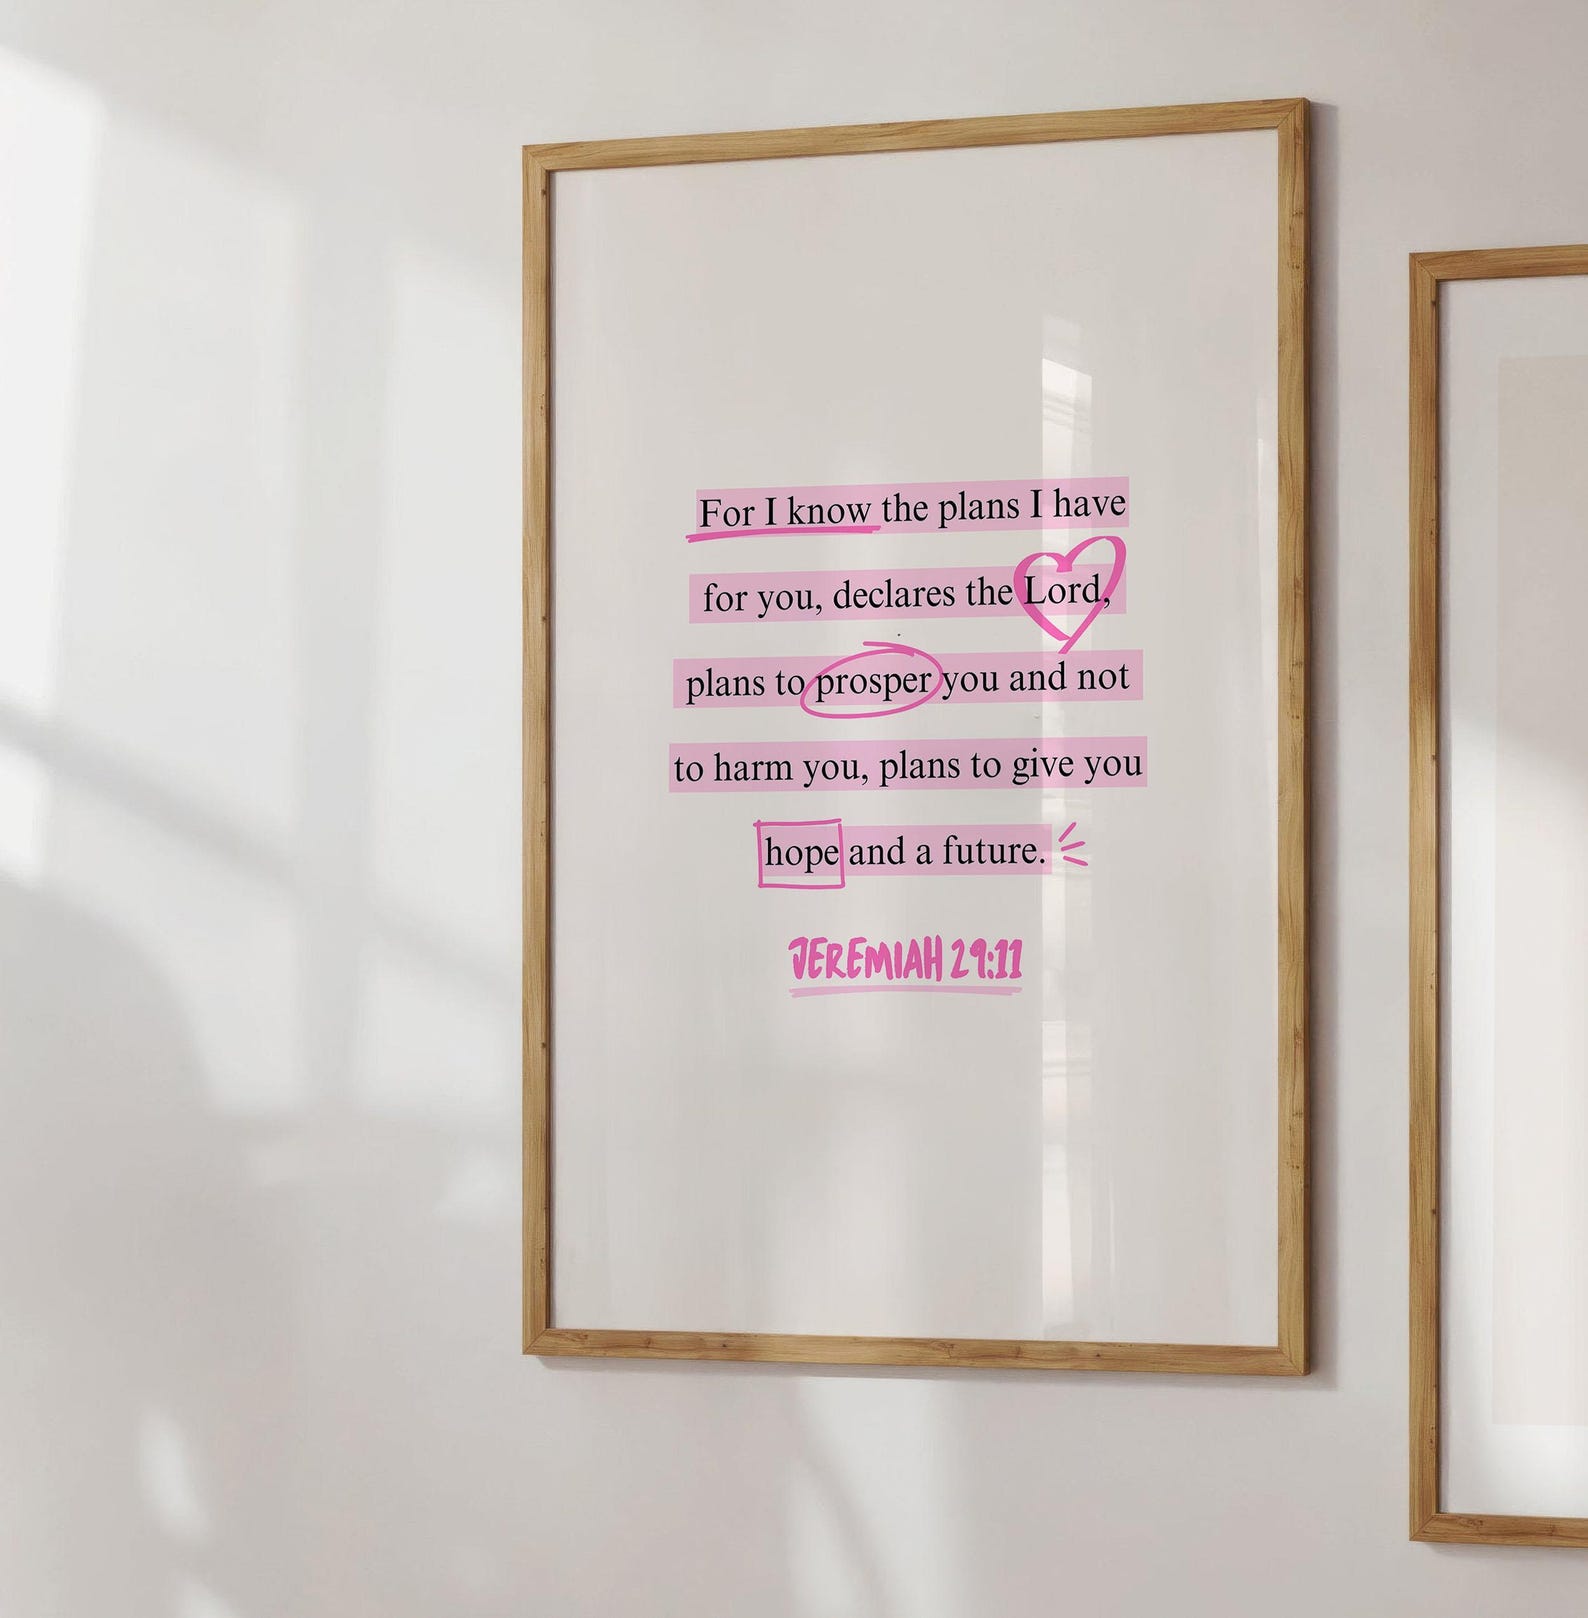 For I know the plans I have
for you, declares the Lord,
plans to prosper you and not
to harm you, plans to give you
hope and a future.
JEREMIAH 29:11